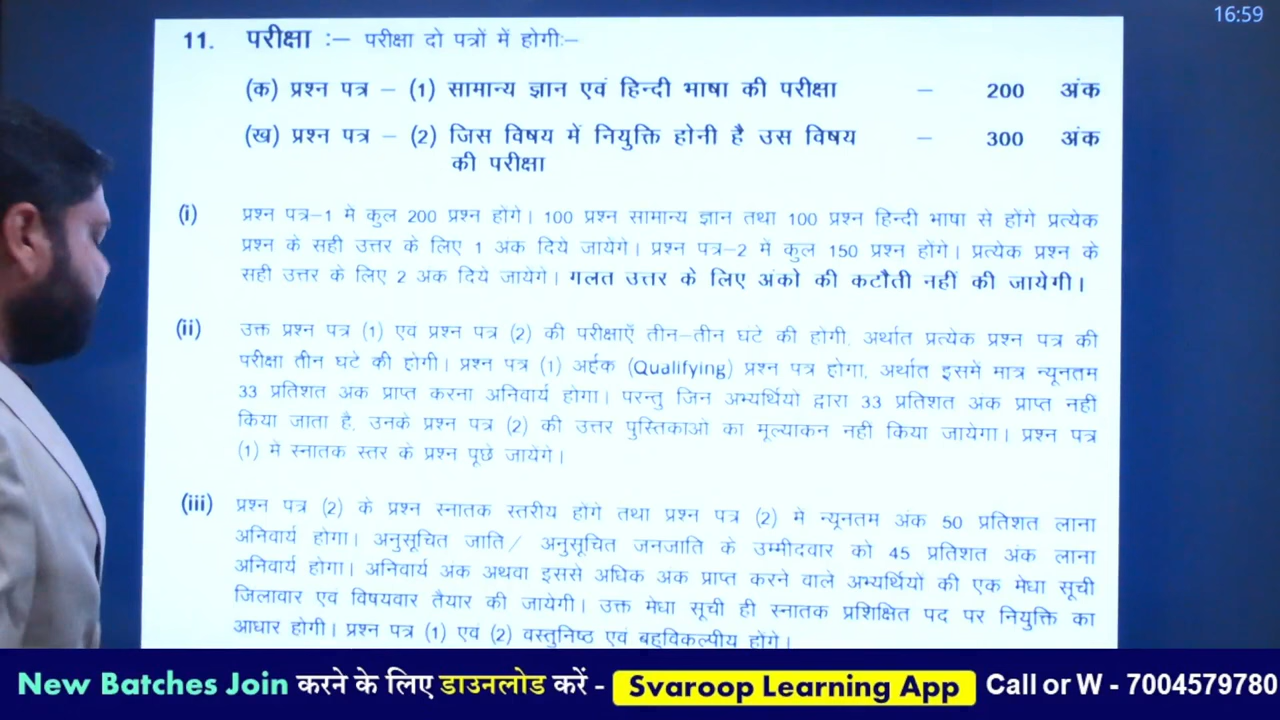 16:59
11. परीक्षा :– परीक्षा दो पत्रों में होगीः–
(क) प्रश्न पत्र – (1) सामान्य ज्ञान एवं हिन्दी भाषा की परीक्षा – 200 अंक
(ख) प्रश्न पत्र – (2) जिस विषय में नियुक्ति होनी है उस विषय – 300 अंक
की परीक्षा
(i) प्रश्न पत्र–1 मे कुल 200 प्रश्न होंगे। 100 प्रश्न सामान्य ज्ञान तथा 100 प्रश्न हिन्दी भाषा से होंगे प्रत्येक
प्रश्न के सही उत्तर के लिए 1 अंक दिये जायेगे। प्रश्न पत्र–2 में कुल 150 प्रश्न होंगे। प्रत्येक प्रश्न के
सही उत्तर के लिए 2 अंक दिये जायेगे। गलत उत्तर के लिए अंको की कटौती नहीं की जायेगी।
(ii) उक्त प्रश्न पत्र (1) एव प्रश्न पत्र (2) की परीक्षाऍ तीन–तीन घटे की होगी, अर्थात प्रत्येक प्रश्न पत्र की
परीक्षा तीन घटे की होगी। प्रश्न पत्र (1) अर्हक (Qualifying) प्रश्न पत्र होगा, अर्थात इसमे मात्र न्यूनतम
33 प्रतिशत अक प्राप्त करना अनिवार्य होगा। परन्तु जिन अभ्यर्थियो द्वारा 33 प्रतिशत अक प्राप्त नही
किया जाता है, उनके प्रश्न पत्र (2) की उत्तर पुस्तिकाओ का मूल्याकन नही किया जायेगा। प्रश्न पत्र
(1) मे स्नातक स्तर के प्रश्न पूछे जायेंगे।
(iii) प्रश्न पत्र (2) के प्रश्न स्नातक स्तरीय होगे तथा प्रश्न पत्र (2) मे न्यूनतम अंक 50 प्रतिशत लाना
अनिवार्य होगा। अनुसूचित जाति/ अनुसूचित जनजाति के उम्मीदवार को 45 प्रतिशत अंक लाना
अनिवार्य होगा। अनिवार्य अक अथवा इससे अधिक अक प्राप्त करने वाले अभ्यर्थियो की एक मेधा सूची
जिलावार एव विषयवार तैयार की जायेगी। उक्त मेधा सूची ही स्नातक प्रशिक्षित पद पर नियुक्ति का
आधार होगी। प्रश्न पत्र (1) एव (2) वस्तुनिष्ठ एव बहुविकल्पीय होगे।
New Batches Join करने के लिए डाउनलोड करें - Svaroop Learning App Call or W - 7004579780